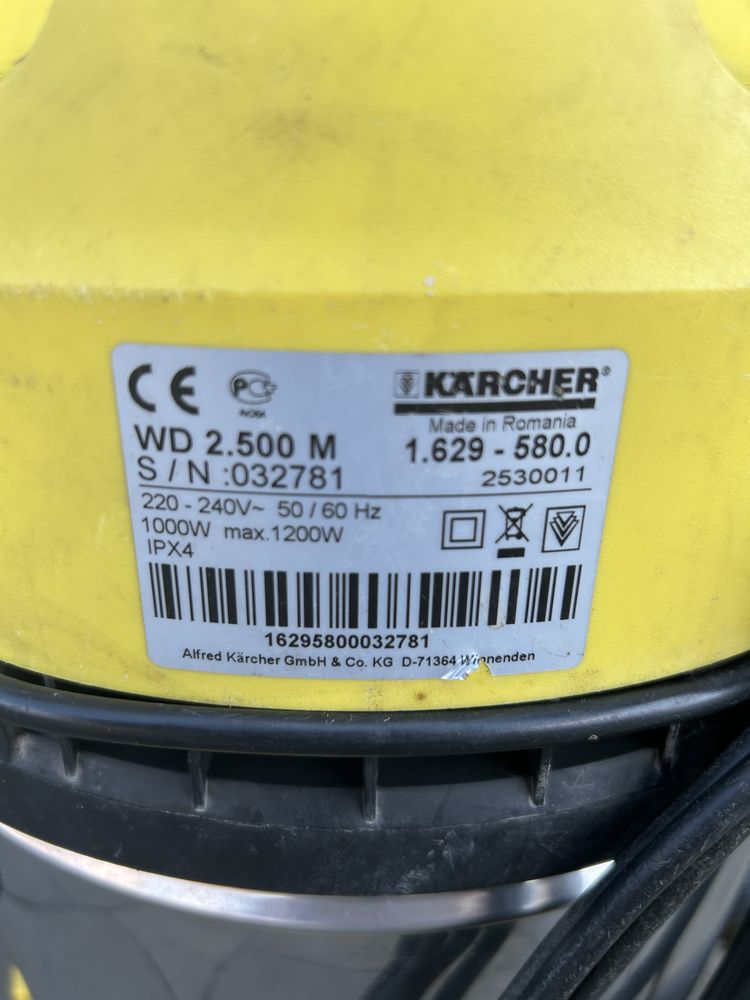 CE
KÄRCHER®
Made in Romania
WD 2.500 M 1.629 - 580.0
S / N :032781 2530011
220 - 240V~ 50 / 60 Hz
1000W max.1200W
IPX4
16295800032781
Alfred Kärcher GmbH & Co. KG D-71364 Winnenden